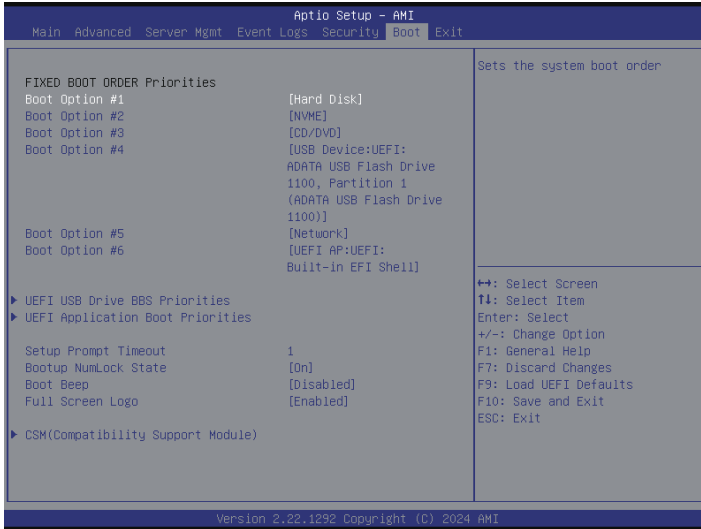 Aptio Setup – AMI
Main Advanced Server Mgmt Event Logs Security Boot Exit
FIXED BOOT ORDER Priorities
Boot Option #1 [Hard Disk]
Boot Option #2 [NVME]
Boot Option #3 [CD/DVD]
Boot Option #4 [USB Device:UEFI:
ADATA USB Flash Drive
1100, Partition 1
(ADATA USB Flash Drive
1100)]
Boot Option #5 [Network]
Boot Option #6 [UEFI AP:UEFI:
Built-in EFI Shell]
▶ UEFI USB Drive BBS Priorities
▶ UEFI Application Boot Priorities
Setup Prompt Timeout 1
Bootup NumLock State [On]
Boot Beep [Disabled]
Full Screen Logo [Enabled]
▶ CSM(Compatibility Support Module)
Sets the system boot order
↔: Select Screen
↑↓: Select Item
Enter: Select
+/-: Change Option
F1: General Help
F7: Discard Changes
F9: Load UEFI Defaults
F10: Save and Exit
ESC: Exit
Version 2.22.1292 Copyright (C) 2024 AMI